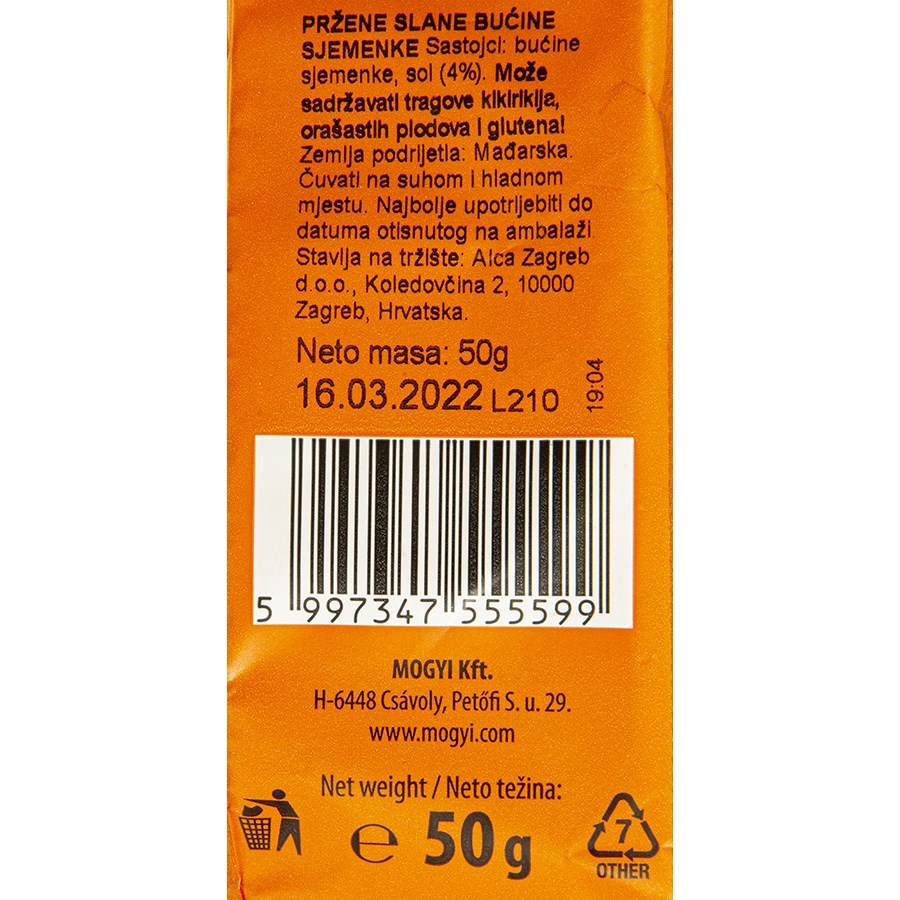 PRŽENE SLANE BUĆINE
SJEMENKE Sastojci: bućine
sjemenke, sol (4%). Može
sadržavati tragove kikirikija,
orašastih plodova i glutena!
Zemlja podrijetla: Mađarska.
Čuvati na suhom i hladnom
mjestu. Najbolje upotrijebiti do
datuma otisnutog na ambalaži
Stavlja na tržište: Alca Zagreb
d.o.o., Koledovčina 2, 10000
Zagreb, Hrvatska.
Neto masa: 50g
16.03.2022 L210
19:04
5 997347 555599
MOGYI Kft.
H-6448 Csávoly, Petőfi S. u. 29.
www.mogyi.com
Net weight / Neto težina:
℮ 50 g
7
OTHER